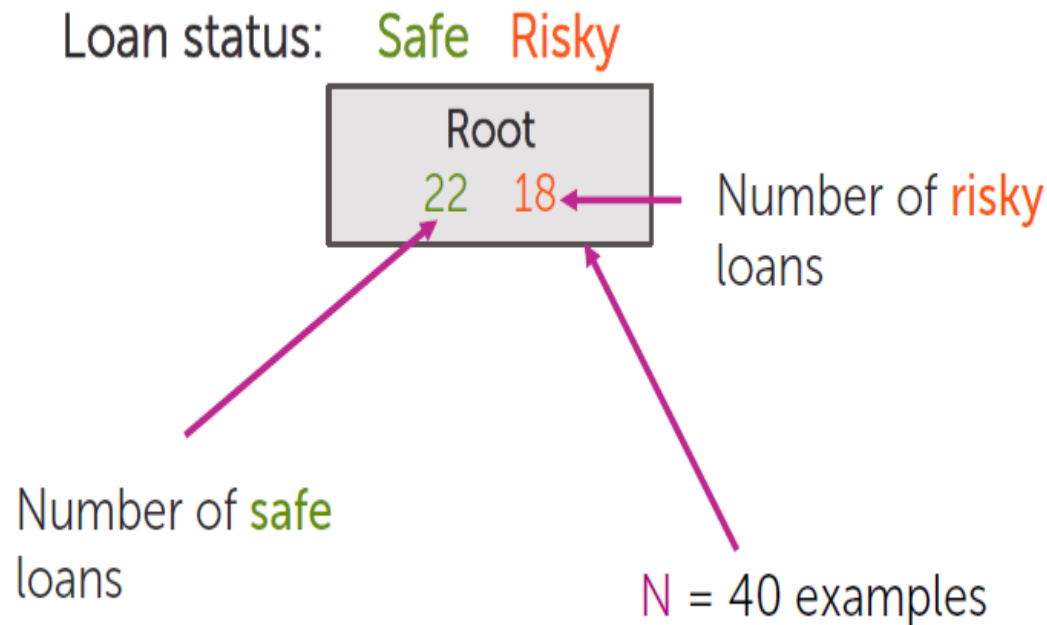 Loan status: Safe Risky
Root
22 18
Number of risky
loans
Number of safe
loans
N = 40 examples